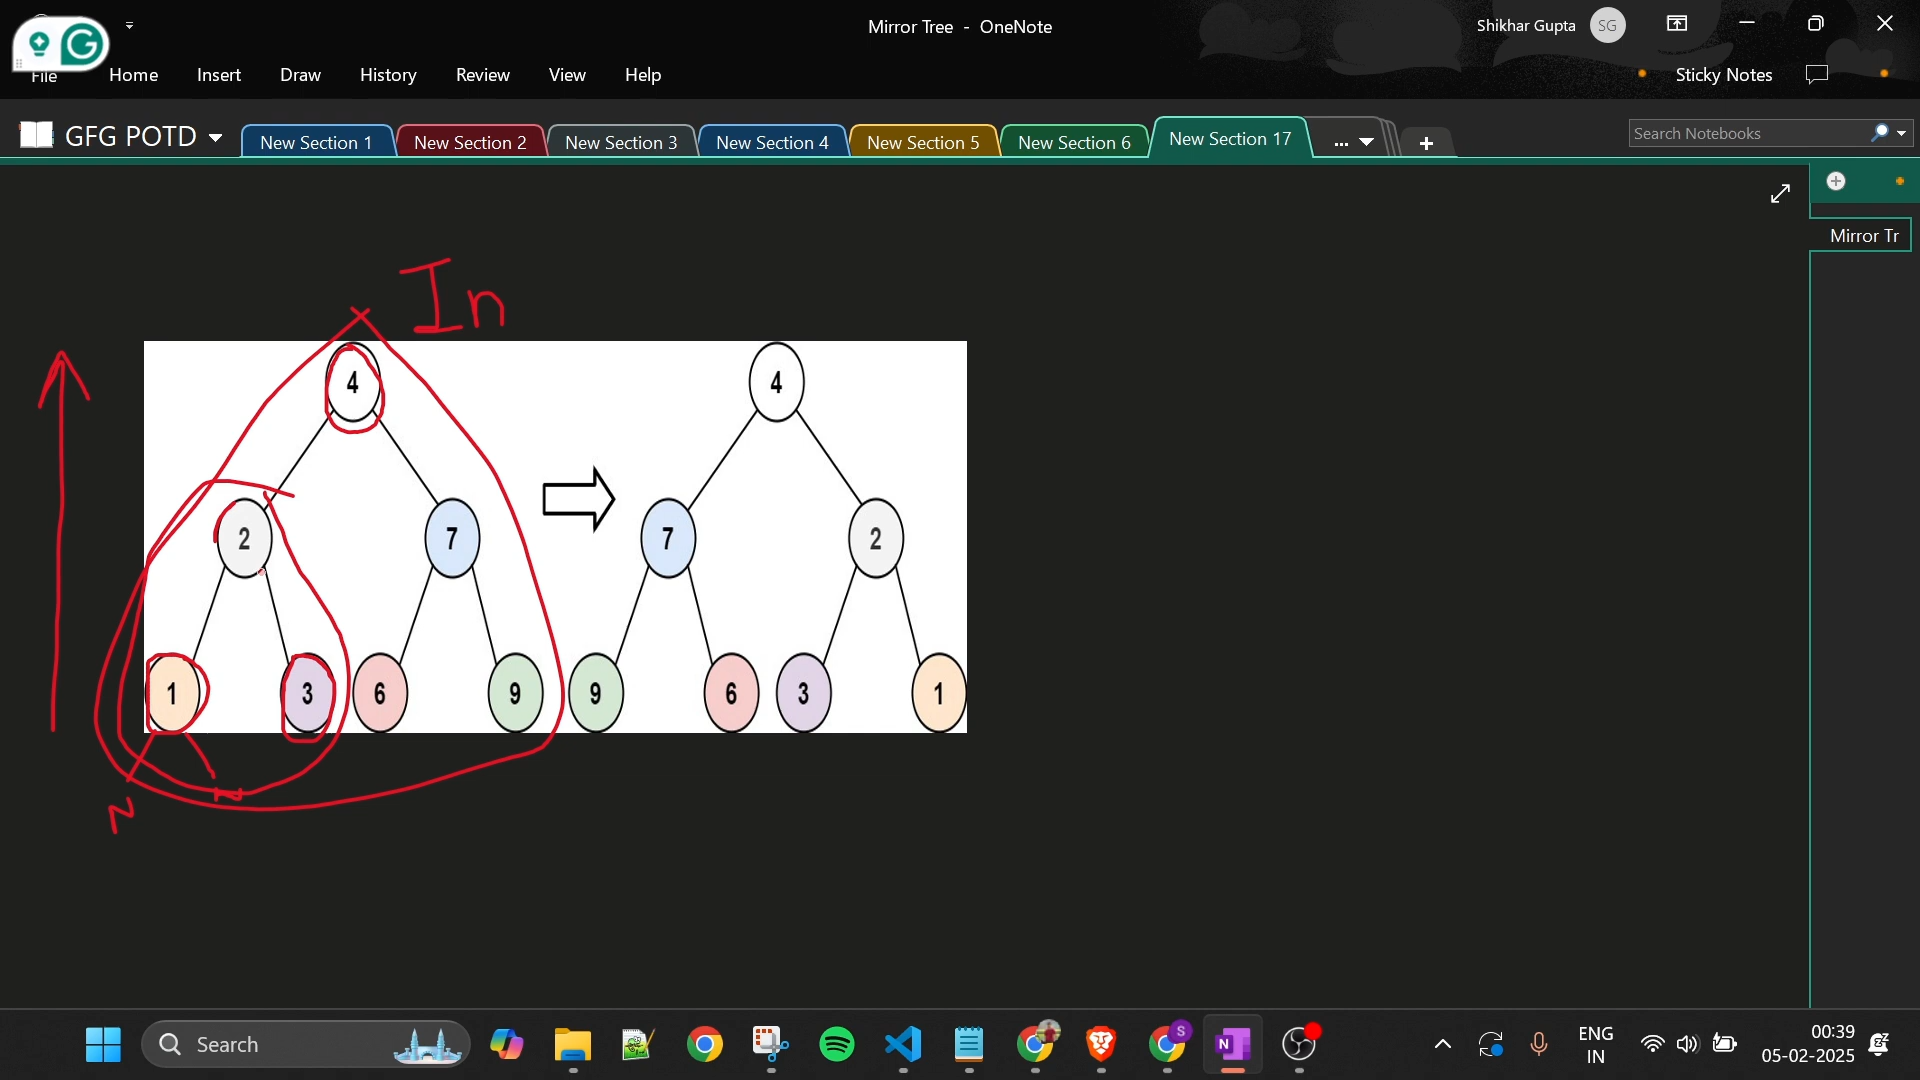 Mirror Tree - OneNote
Shikhar Gupta SG
File Home Insert Draw History Review View Help
Sticky Notes
GFG POTD
New Section 1
New Section 2
New Section 3
New Section 4
New Section 5
New Section 6
New Section 17
...
Search Notebooks
Mirror Tr
In
4 4
2 7 7 2
1 3 6 9 9 6 3 1
N N
Search
S
N
ENG
IN
00:39
05-02-2025